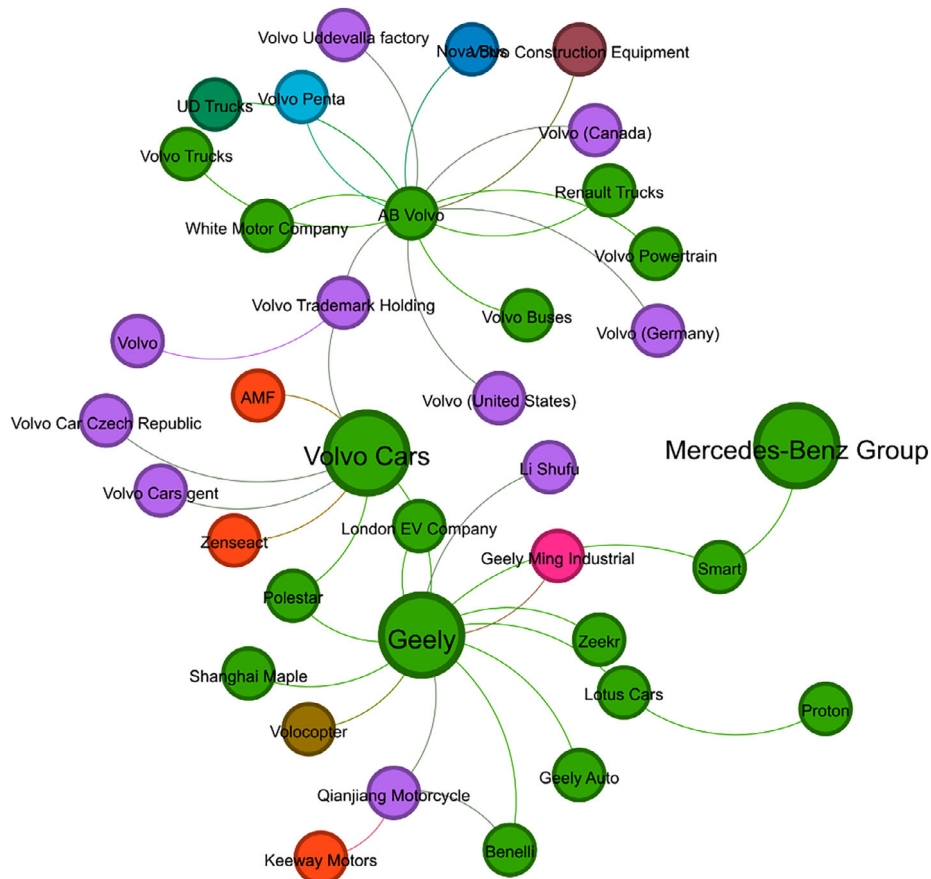 Volvo Uddevalla factory
Nova Bus
Volvo Construction Equipment
UD Trucks
Volvo Penta
Volvo (Canada)
Volvo Trucks
Renault Trucks
White Motor Company
AB Volvo
Volvo Powertrain
Volvo Trademark Holding
Volvo Buses
Volvo (Germany)
Volvo
AMF
Volvo (United States)
Volvo Car Czech Republic
Volvo Cars
Mercedes-Benz Group
Li Shufu
Volvo Cars gent
London EV Company
Zenseact
Geely Ming Industrial
Smart
Polestar
Geely
Zeekr
Shanghai Maple
Lotus Cars
Proton
Volocopter
Geely Auto
Qianjiang Motorcycle
Keeway Motors
Benelli